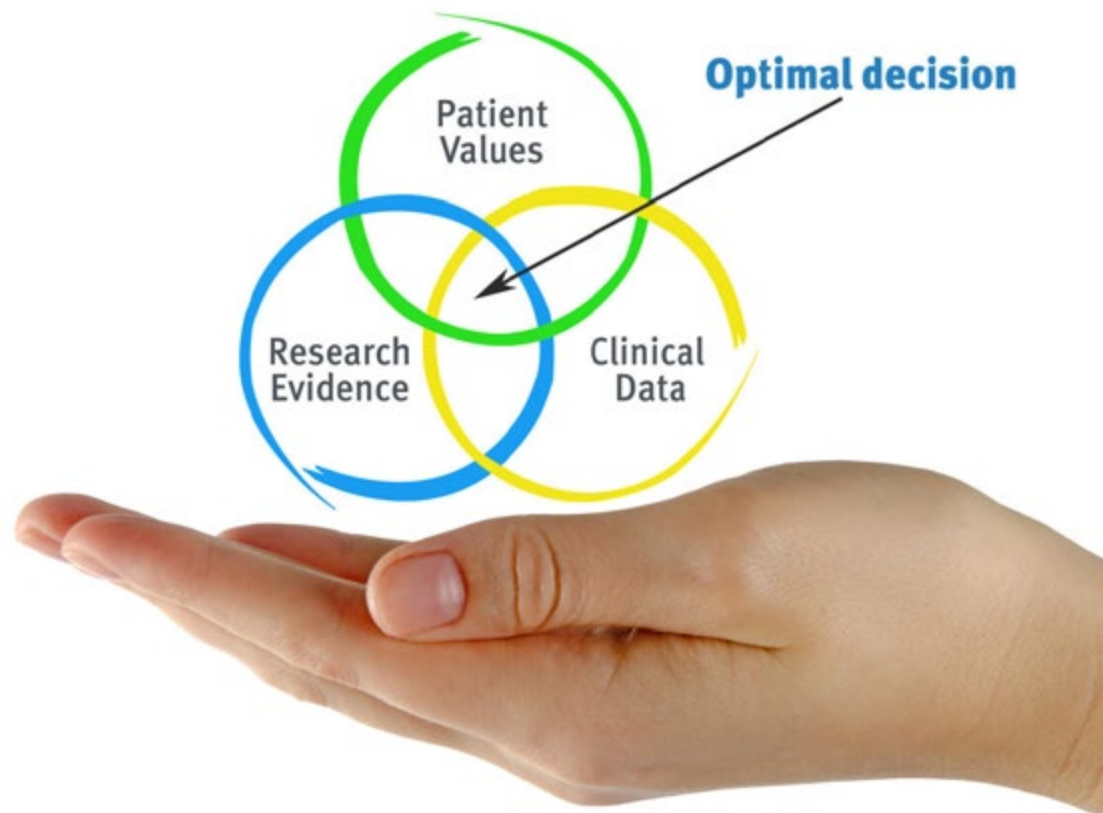 Optimal decision
Patient
Values
Research
Evidence
Clinical
Data